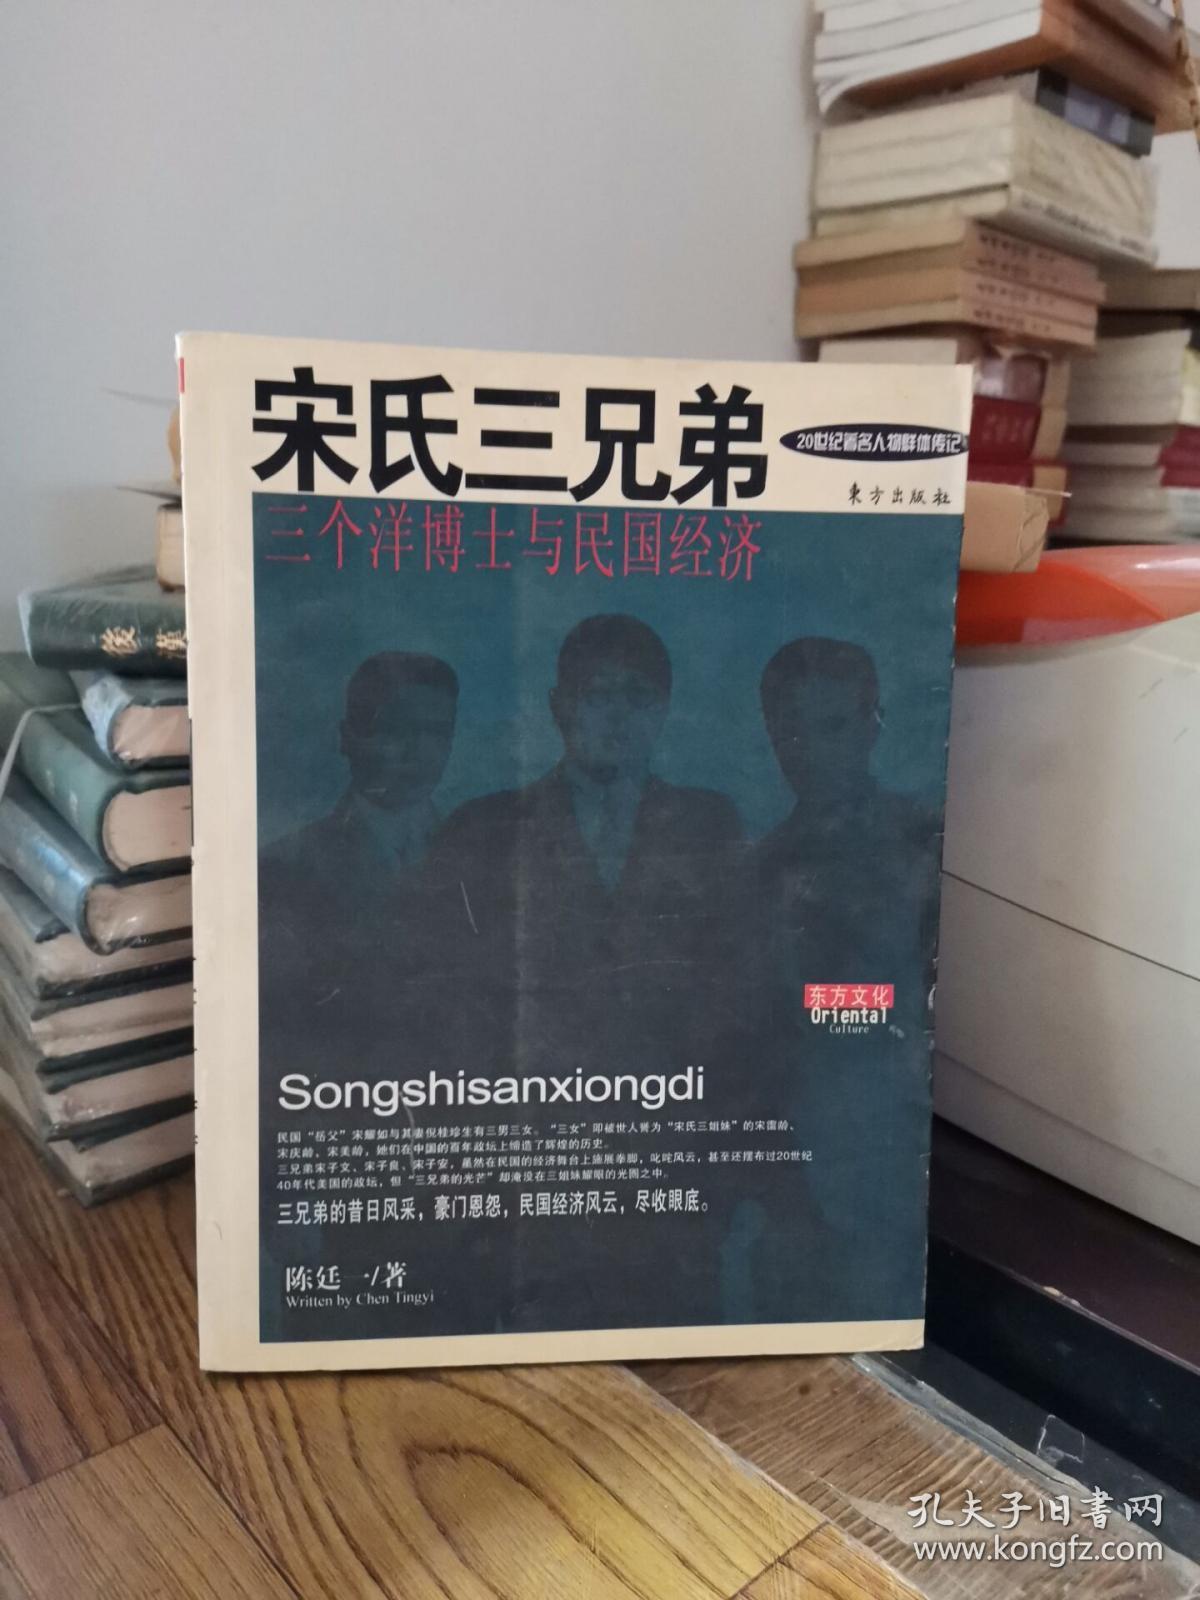 宋氏三兄弟
20世纪著名人物群体传记
東方出版社
三个洋博士与民国经济
东方文化
Oriental
Culture
Songshisanxiongdi
民国“岳父”宋耀如与其妻倪桂珍生有三男三女。“三女”即被世人誉为“宋氏三姐妹”的宋霭龄、
宋庆龄、宋美龄，她们在中国的百年政坛上缔造了辉煌的历史。
三兄弟宋子文、宋子良、宋子安，虽然在民国的经济舞台上施展拳脚，叱咤风云，甚至还摆布过20世纪
40年代美国的政坛，但“三兄弟的光芒”却淹没在三姐妹耀眼的光圈之中。
三兄弟的昔日风采，豪门恩怨，民国经济风云，尽收眼底。
陈廷一/著
Written by Chen Tingyi
孔夫子旧书网
www.kongfz.com